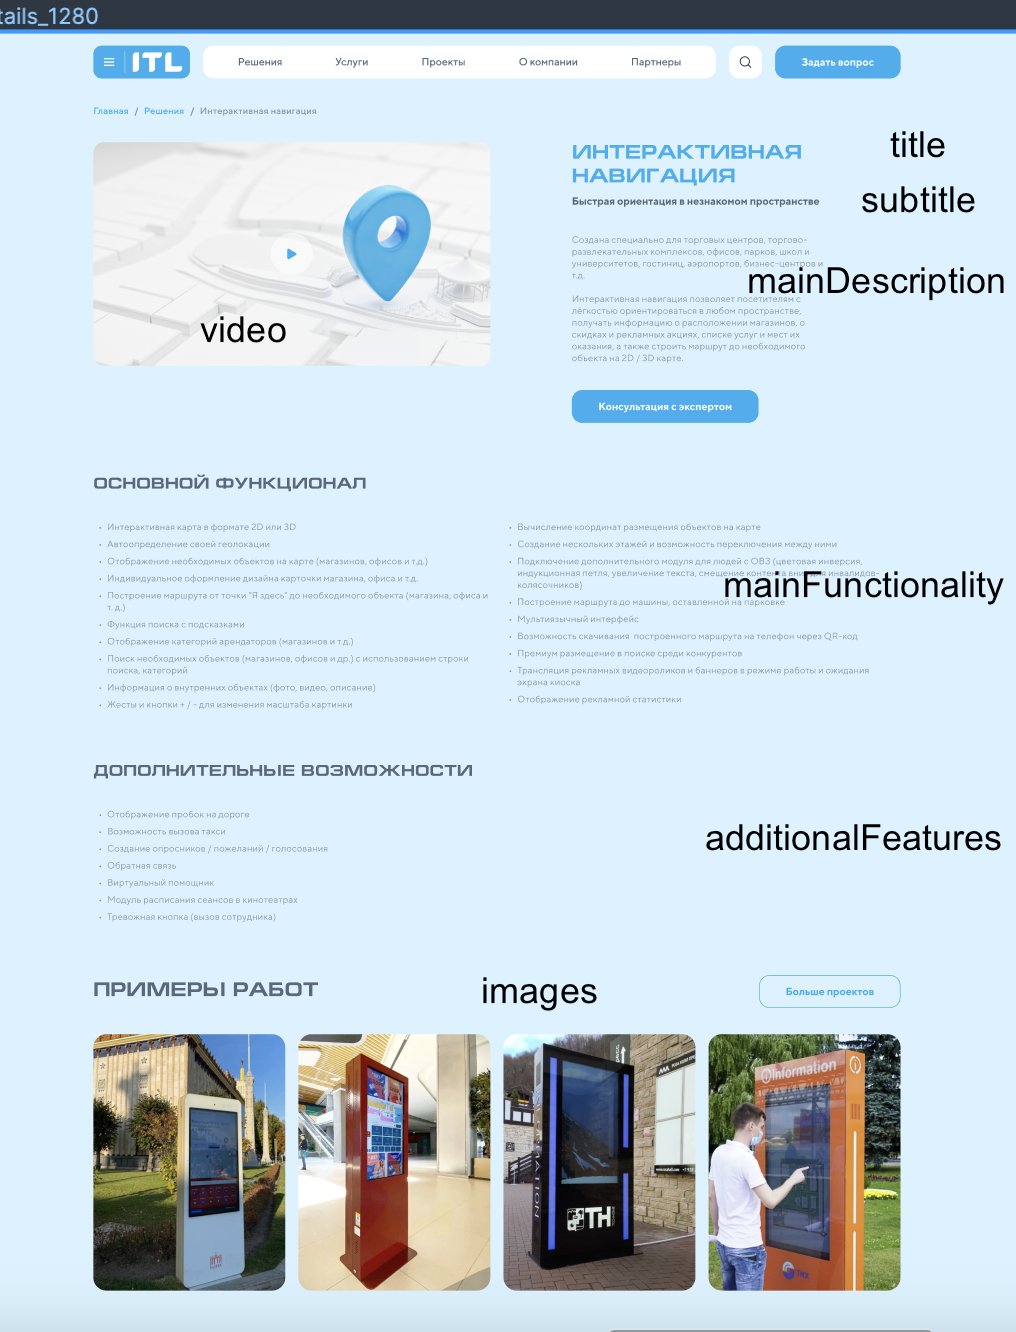 tails_1280
ITL
Решения Услуги Проекты О компании Партнеры
Задать вопрос
Главная / Решения / Интерактивная навигация
ИНТЕРАКТИВНАЯ
НАВИГАЦИЯ
title
Быстрая ориентация в незнакомом пространстве
subtitle
Создана специально для торговых центров, торгово-
развлекательных комплексов, офисов, парков, школ и
университетов, гостиниц, аэропортов, бизнес-центров и
т.д.
mainDescription
Интерактивная навигация позволяет посетителям с
лёгкостью ориентироваться в любом пространстве,
получать информацию о расположении магазинов, о
скидках и рекламных акциях, списке услуг и мест их
оказания, а также строить маршрут до необходимого
объекта на 2D / 3D карте.
video
Консультация с экспертом
ОСНОВНОЙ ФУНКЦИОНАЛ
• Интерактивная карта в формате 2D или 3D
• Автоопределение своей геолокации
• Отображение необходимых объектов на карте (магазинов, офисов и т.д.)
• Индивидуальное оформление дизайна карточки магазина, офиса и т.д.
• Построение маршрута от точки "Я здесь" до необходимого объекта (магазина, офиса и
т. д.)
• Функция поиска с подсказками
• Отображение категорий арендаторов (магазинов и т.д.)
• Поиск необходимых объектов (магазинов, офисов и др.) с использованием строки
поиска, категорий
• Информация о внутренних объектах (фото, видео, описание)
• Жесты и кнопки + / - для изменения масштаба картинки
• Вычисление координат размещения объектов на карте
• Создание нескольких этажей и возможность переключения между ними
• Подключение дополнительного модуля для людей с ОВЗ (цветовая инверсия,
индукционная петля, увеличение текста, смещение контента вниз для инвалидов-
колясочников)
mainFunctionality
• Построение маршрута до машины, оставленной на парковке
• Мультиязычный интерфейс
• Возможность скачивания построенного маршрута на телефон через QR-код
• Премиум размещение в поиске среди конкурентов
• Трансляция рекламных видеороликов и баннеров в режиме работы и ожидания
экрана киоска
• Отображение рекламной статистики
ДОПОЛНИТЕЛЬНЫЕ ВОЗМОЖНОСТИ
• Отображение пробок на дороге
• Возможность вызова такси
• Создание опросников / пожеланий / голосования
• Обратная связь
• Виртуальный помощник
• Модуль расписания сеансов в кинотеатрах
• Тревожная кнопка (вызов сотрудника)
additionalFeatures
ПРИМЕРЫ РАБОТ
images
Больше проектов
information
TH